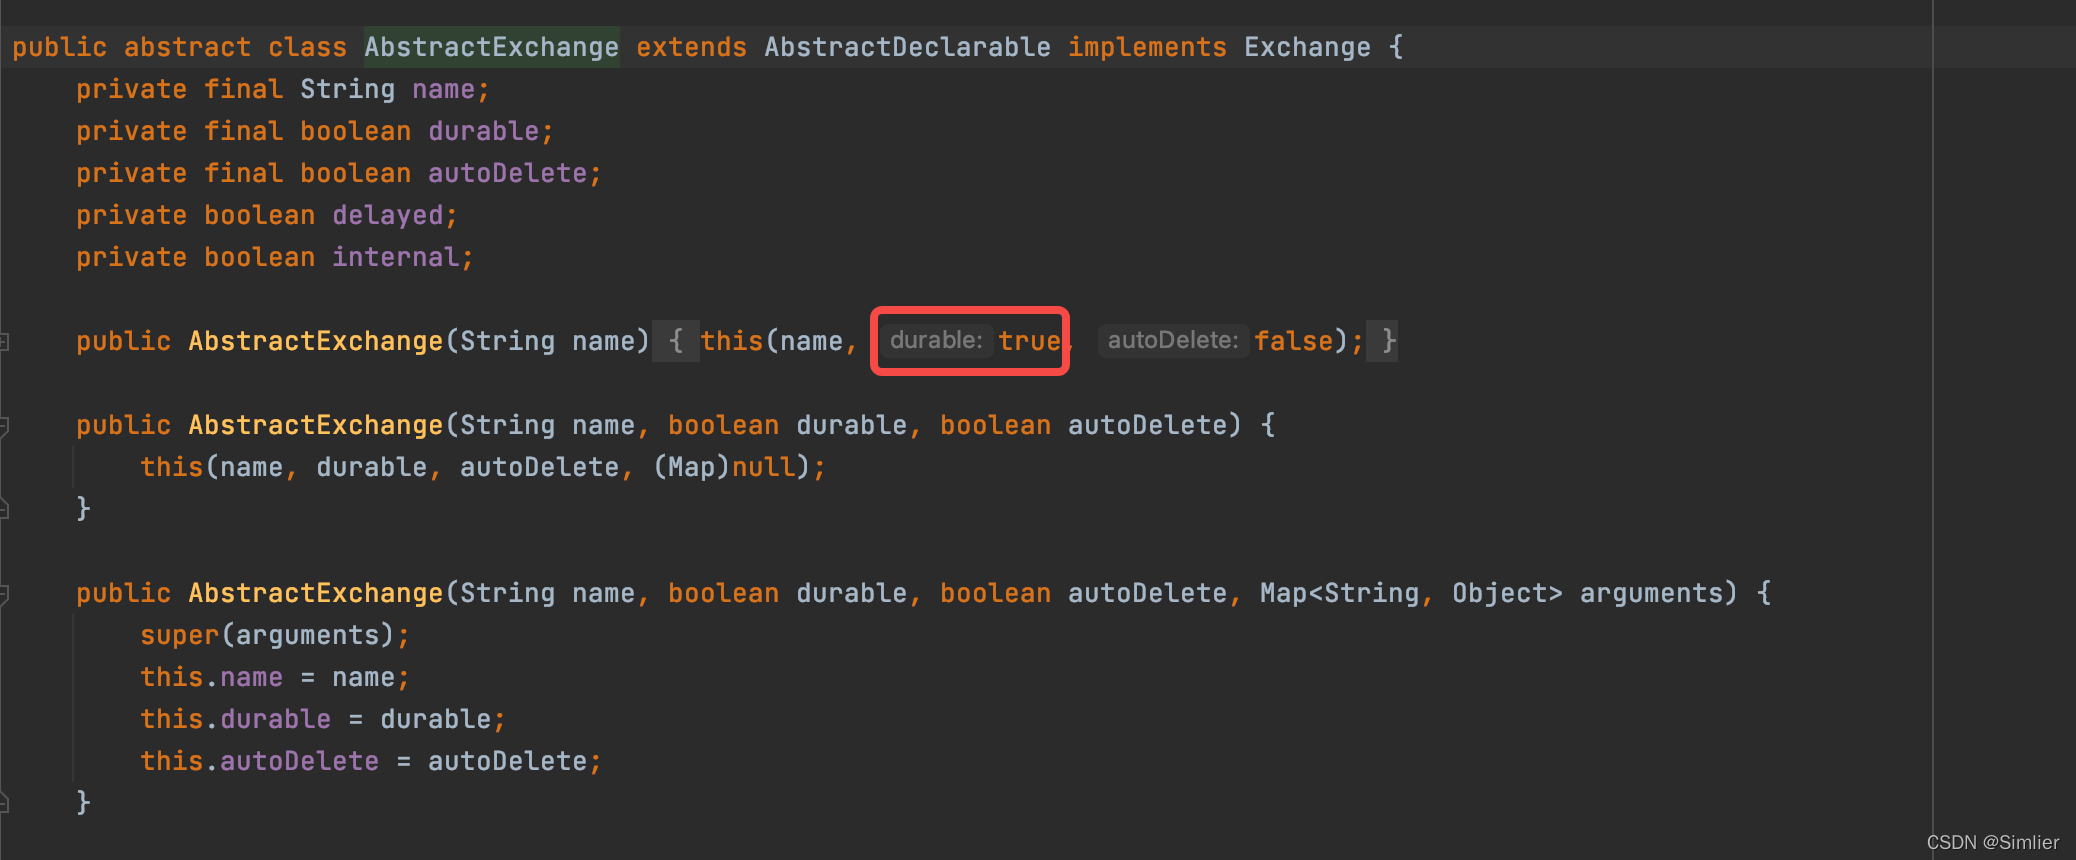 public abstract class AbstractExchange extends AbstractDeclarable implements Exchange {
private final String name;
private final boolean durable;
private final boolean autoDelete;
private boolean delayed;
private boolean internal;
public AbstractExchange(String name) { this(name, durable: true, autoDelete: false); }
public AbstractExchange(String name, boolean durable, boolean autoDelete) {
this(name, durable, autoDelete, (Map)null);
}
public AbstractExchange(String name, boolean durable, boolean autoDelete, Map<String, Object> arguments) {
super(arguments);
this.name = name;
this.durable = durable;
this.autoDelete = autoDelete;
}
CSDN @Simlier